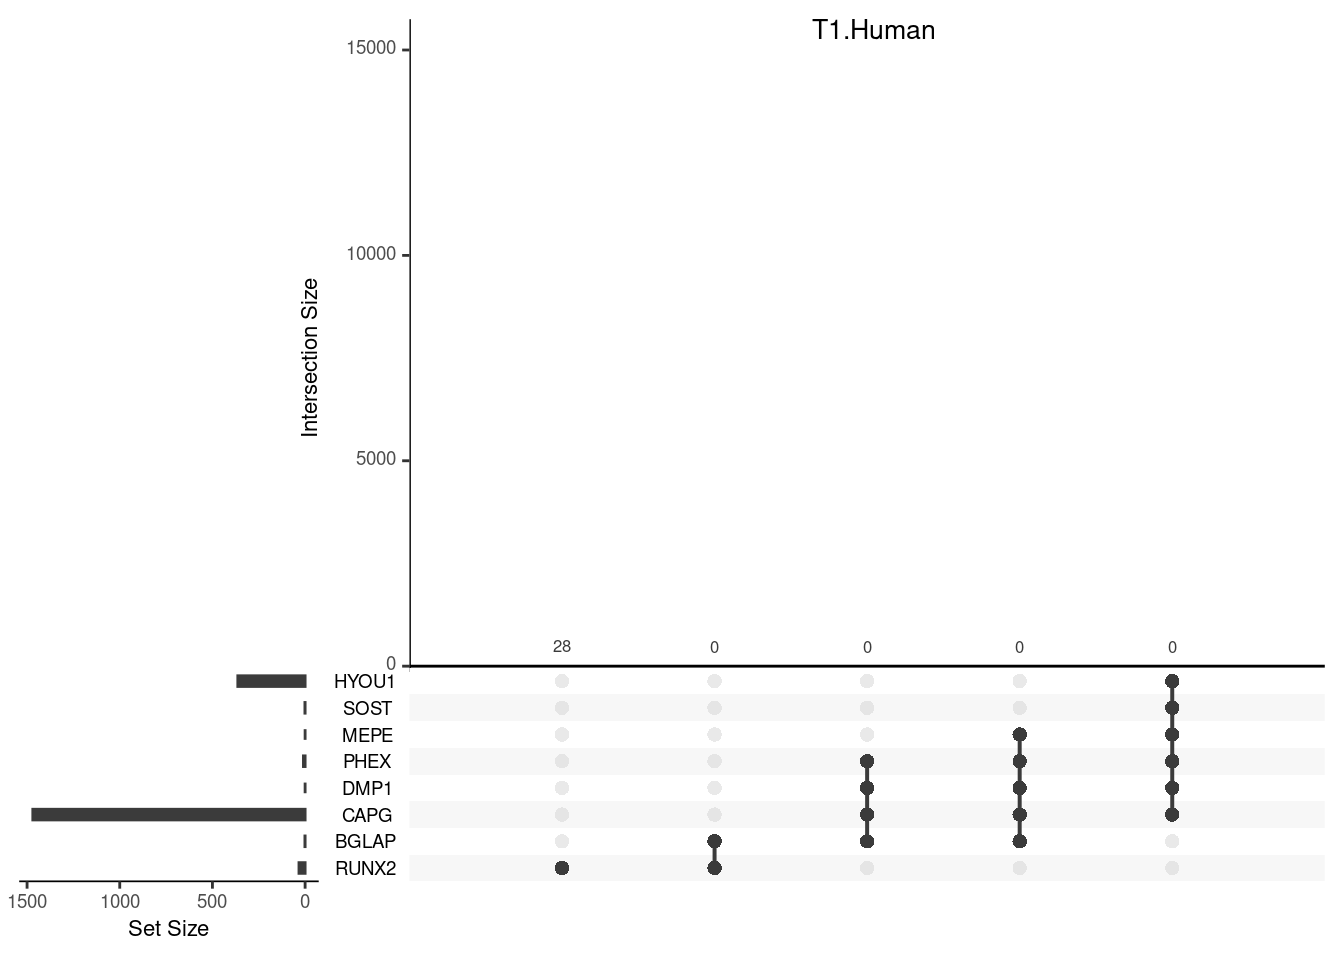 T1.Human
15000
10000
5000
0
Intersection Size
28 0 0 0 0
HYOU1
SOST
MEPE
PHEX
DMP1
CAPG
BGLAP
RUNX2
1500 1000 500 0
Set Size